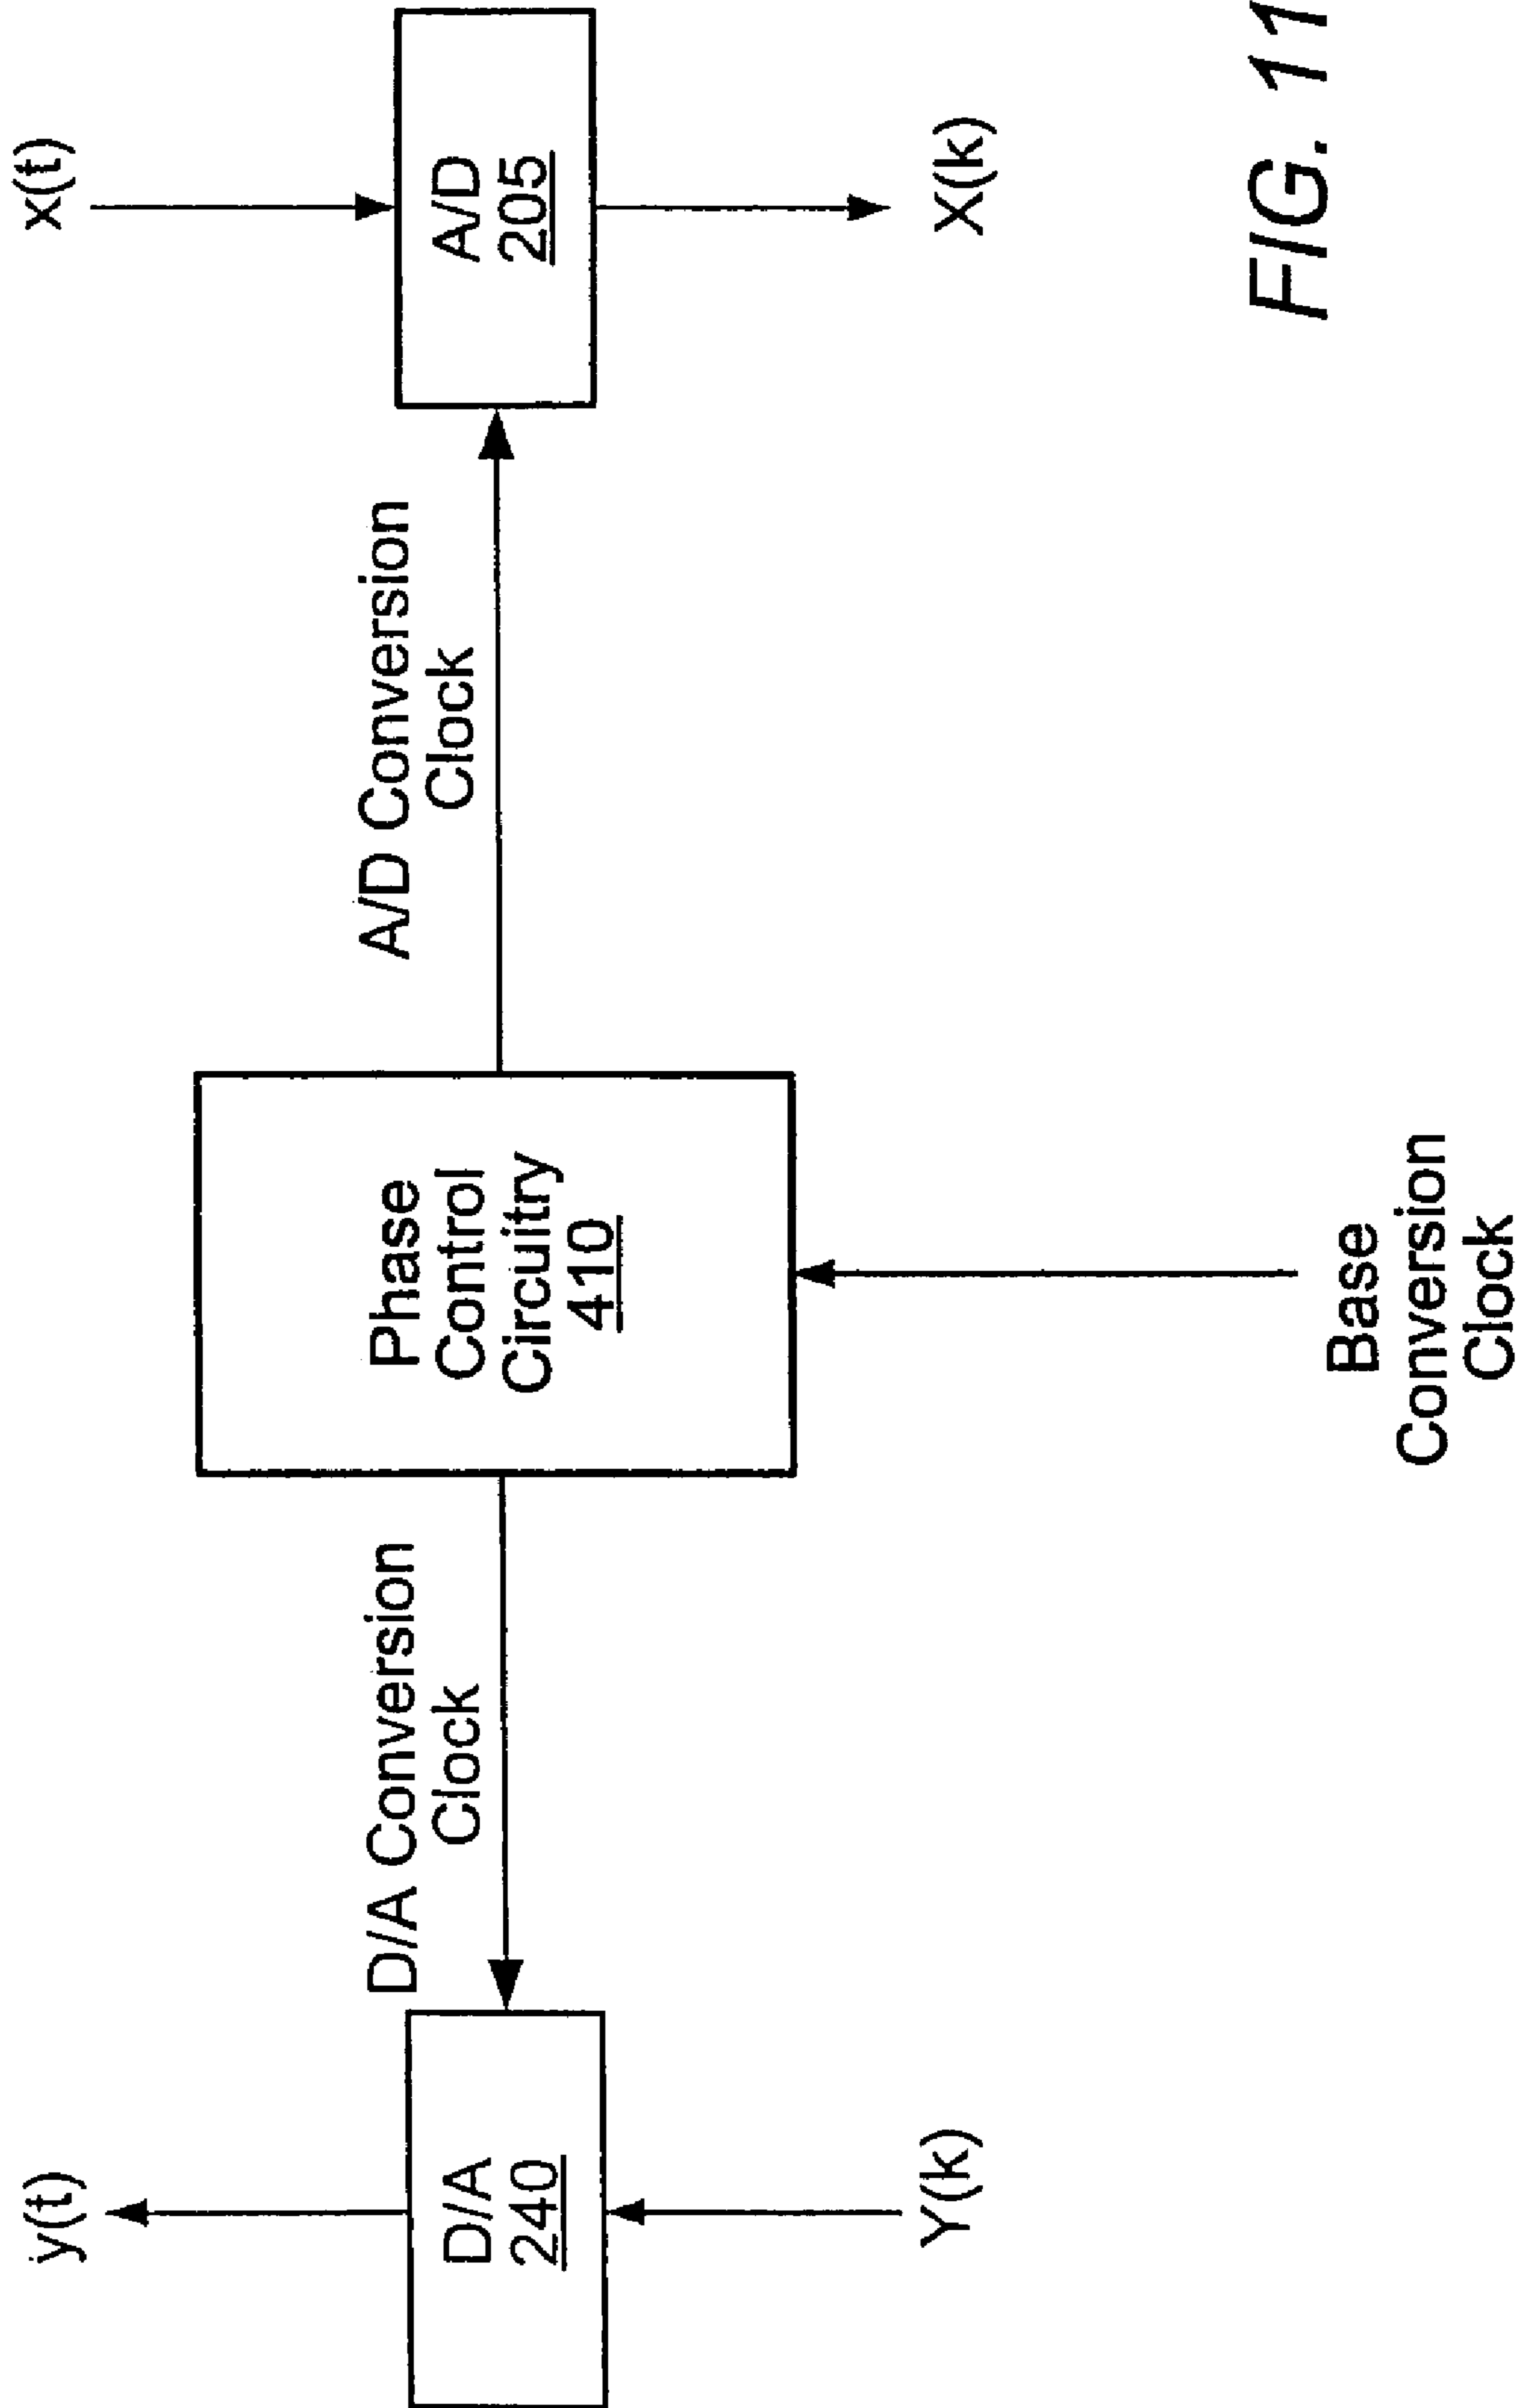 y(t)
x(t)
D/A Conversion
Clock
A/D Conversion
Clock
Phase
Control
Circuitry
410
D/A
240
A/D
205
Y(k)
X(k)
Base
Conversion
Clock
FIG. 11